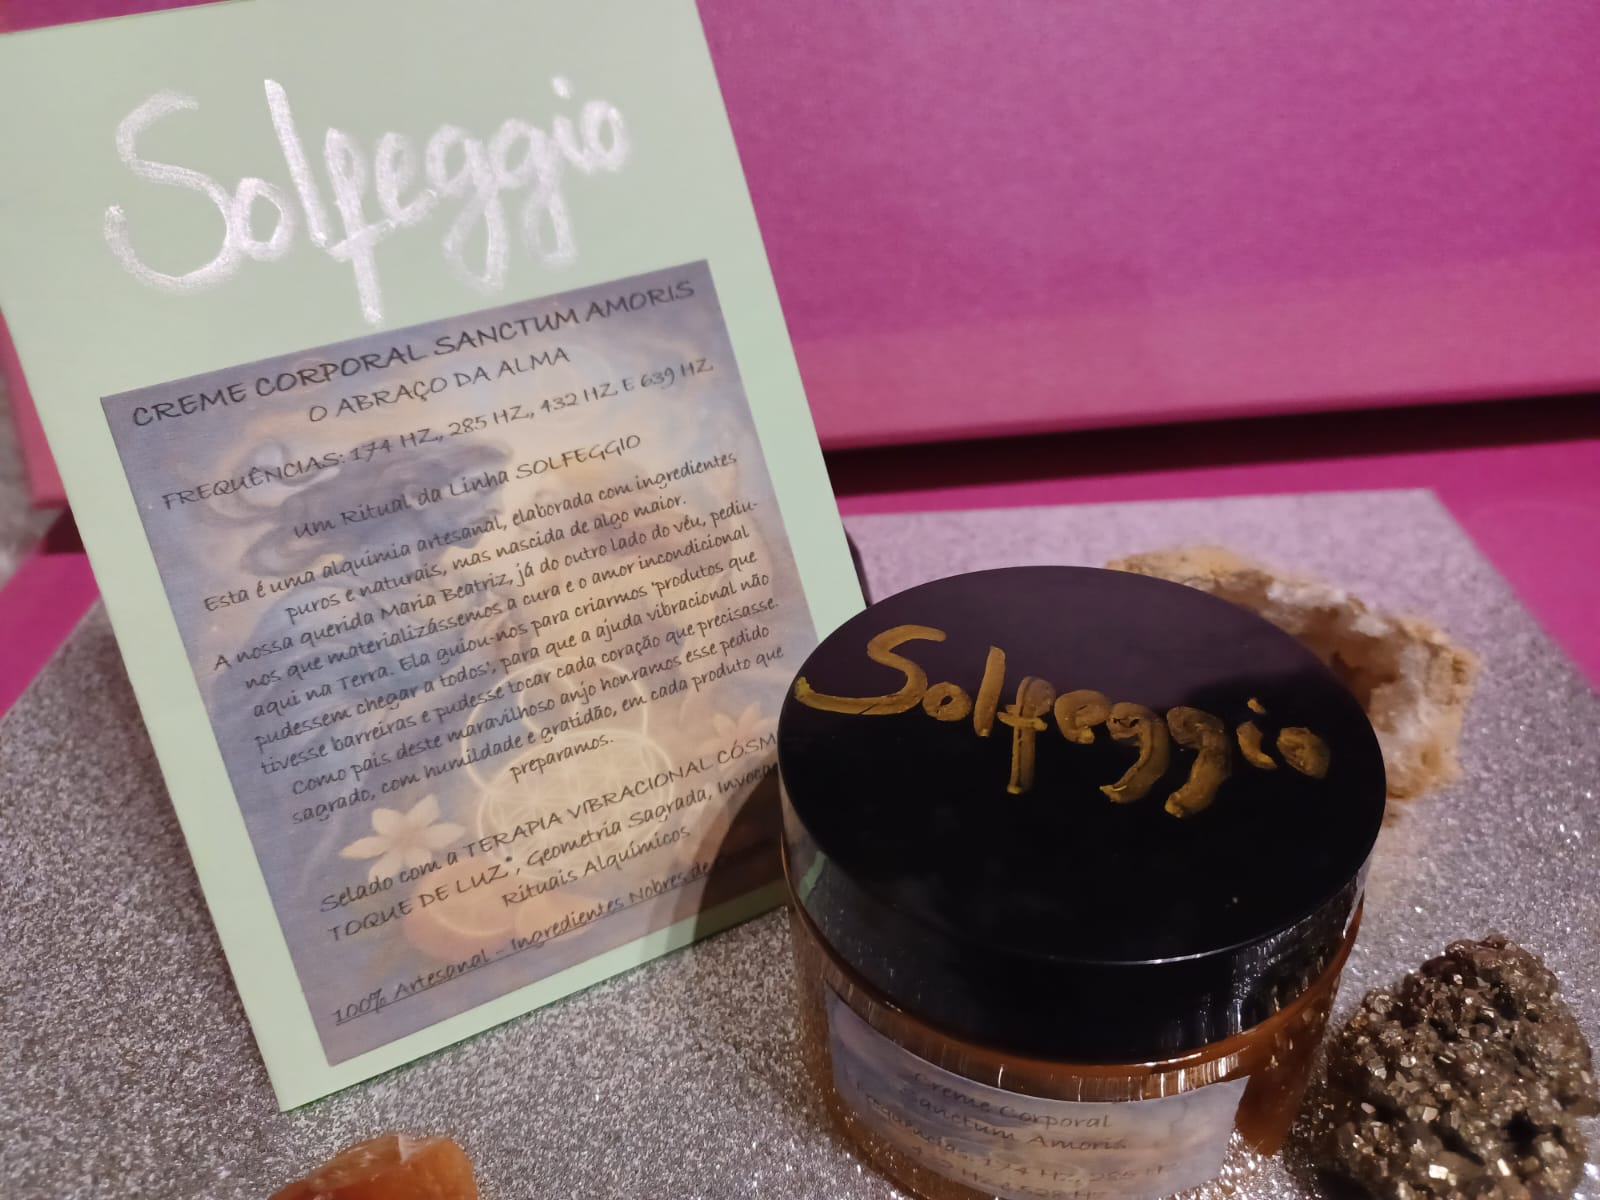 Solfeggio
CREME CORPORAL SANCTUM AMORIS
O ABRAÇO DA ALMA
FREQUÊNCIAS: 174 HZ., 285 HZ., 432 HZ E 639 HZ.
Um Ritual da Linha SOLFEGGIO
Esta é uma alquimia artesanal, elaborada com ingredientes
puros e naturais, mas nascida de algo maior.
A nossa querida Maria Beatriz, já do outro lado do véu, pediu-
nos que materializássemos a cura e o amor incondicional
aqui na Terra. Ela guiou-nos para criarmos 'produtos que
pudessem chegar a todos', para que a ajuda vibracional não
tivesse barreiras e pudesse tocar cada coração que precisasse.
Como pais deste maravilhoso anjo honramos esse pedido
sagrado, com humildade e gratidão, em cada produto que
preparamos.
Selado com a TERAPIA VIBRACIONAL CÓSM
TOQUE DE LUZ*, Geometria Sagrada, Invoca
Rituais Alquímicos
100% Artesanal - Ingredientes Nobres de
Solfeggio
Creme Corporal
Sanctum Amoris
174 HZ, 285